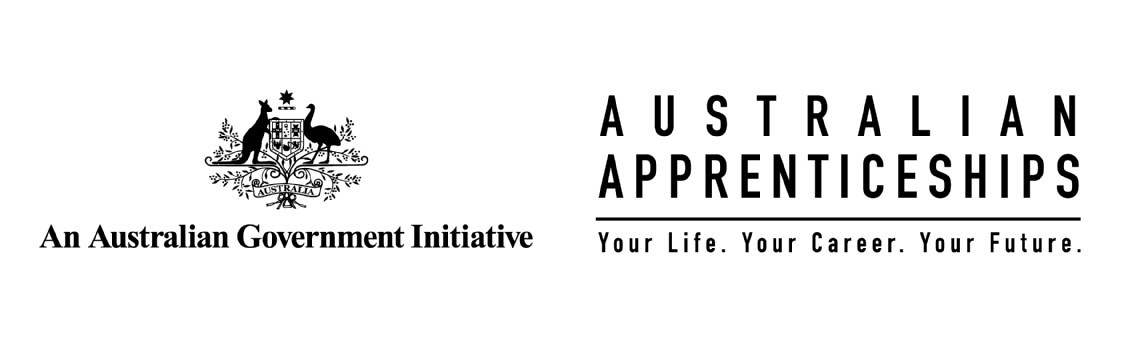 AUSTRALIA
An Australian Government Initiative
AUSTRALIAN
APPRENTICESHIPS
Your Life. Your Career. Your Future.